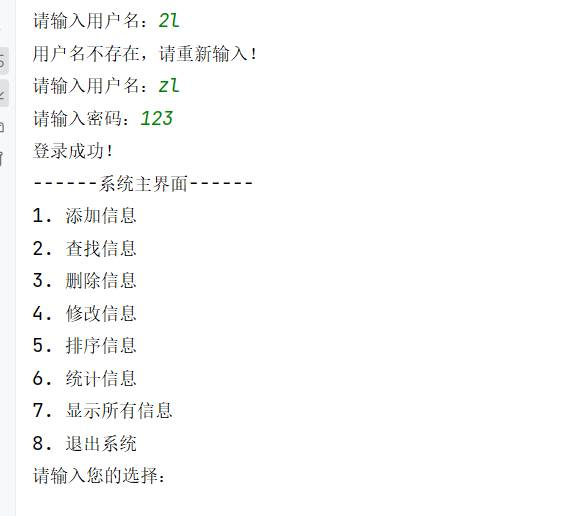 请输入用户名：2l
用户名不存在，请重新输入！
请输入用户名：zl
请输入密码：123
登录成功！
------系统主界面------
1. 添加信息
2. 查找信息
3. 删除信息
4. 修改信息
5. 排序信息
6. 统计信息
7. 显示所有信息
8. 退出系统
请输入您的选择：